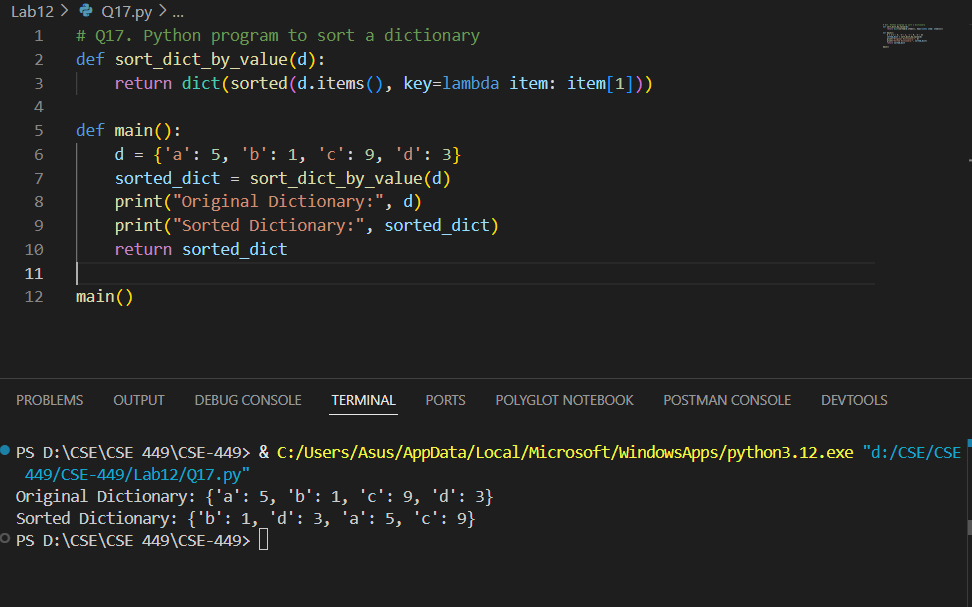 Lab12 > Q17.py > ...
1 # Q17. Python program to sort a dictionary
2 def sort_dict_by_value(d):
3     return dict(sorted(d.items(), key=lambda item: item[1]))
4
5 def main():
6     d = {'a': 5, 'b': 1, 'c': 9, 'd': 3}
7     sorted_dict = sort_dict_by_value(d)
8     print("Original Dictionary:", d)
9     print("Sorted Dictionary:", sorted_dict)
10     return sorted_dict
11
12 main()
PROBLEMS OUTPUT DEBUG CONSOLE TERMINAL PORTS POLYGLOT NOTEBOOK POSTMAN CONSOLE DEVTOOLS
PS D:\CSE\CSE 449\CSE-449> & C:/Users/Asus/AppData/Local/Microsoft/WindowsApps/python3.12.exe "d:/CSE/CSE
449/CSE-449/Lab12/Q17.py"
Original Dictionary: {'a': 5, 'b': 1, 'c': 9, 'd': 3}
Sorted Dictionary: {'b': 1, 'd': 3, 'a': 5, 'c': 9}
PS D:\CSE\CSE 449\CSE-449>